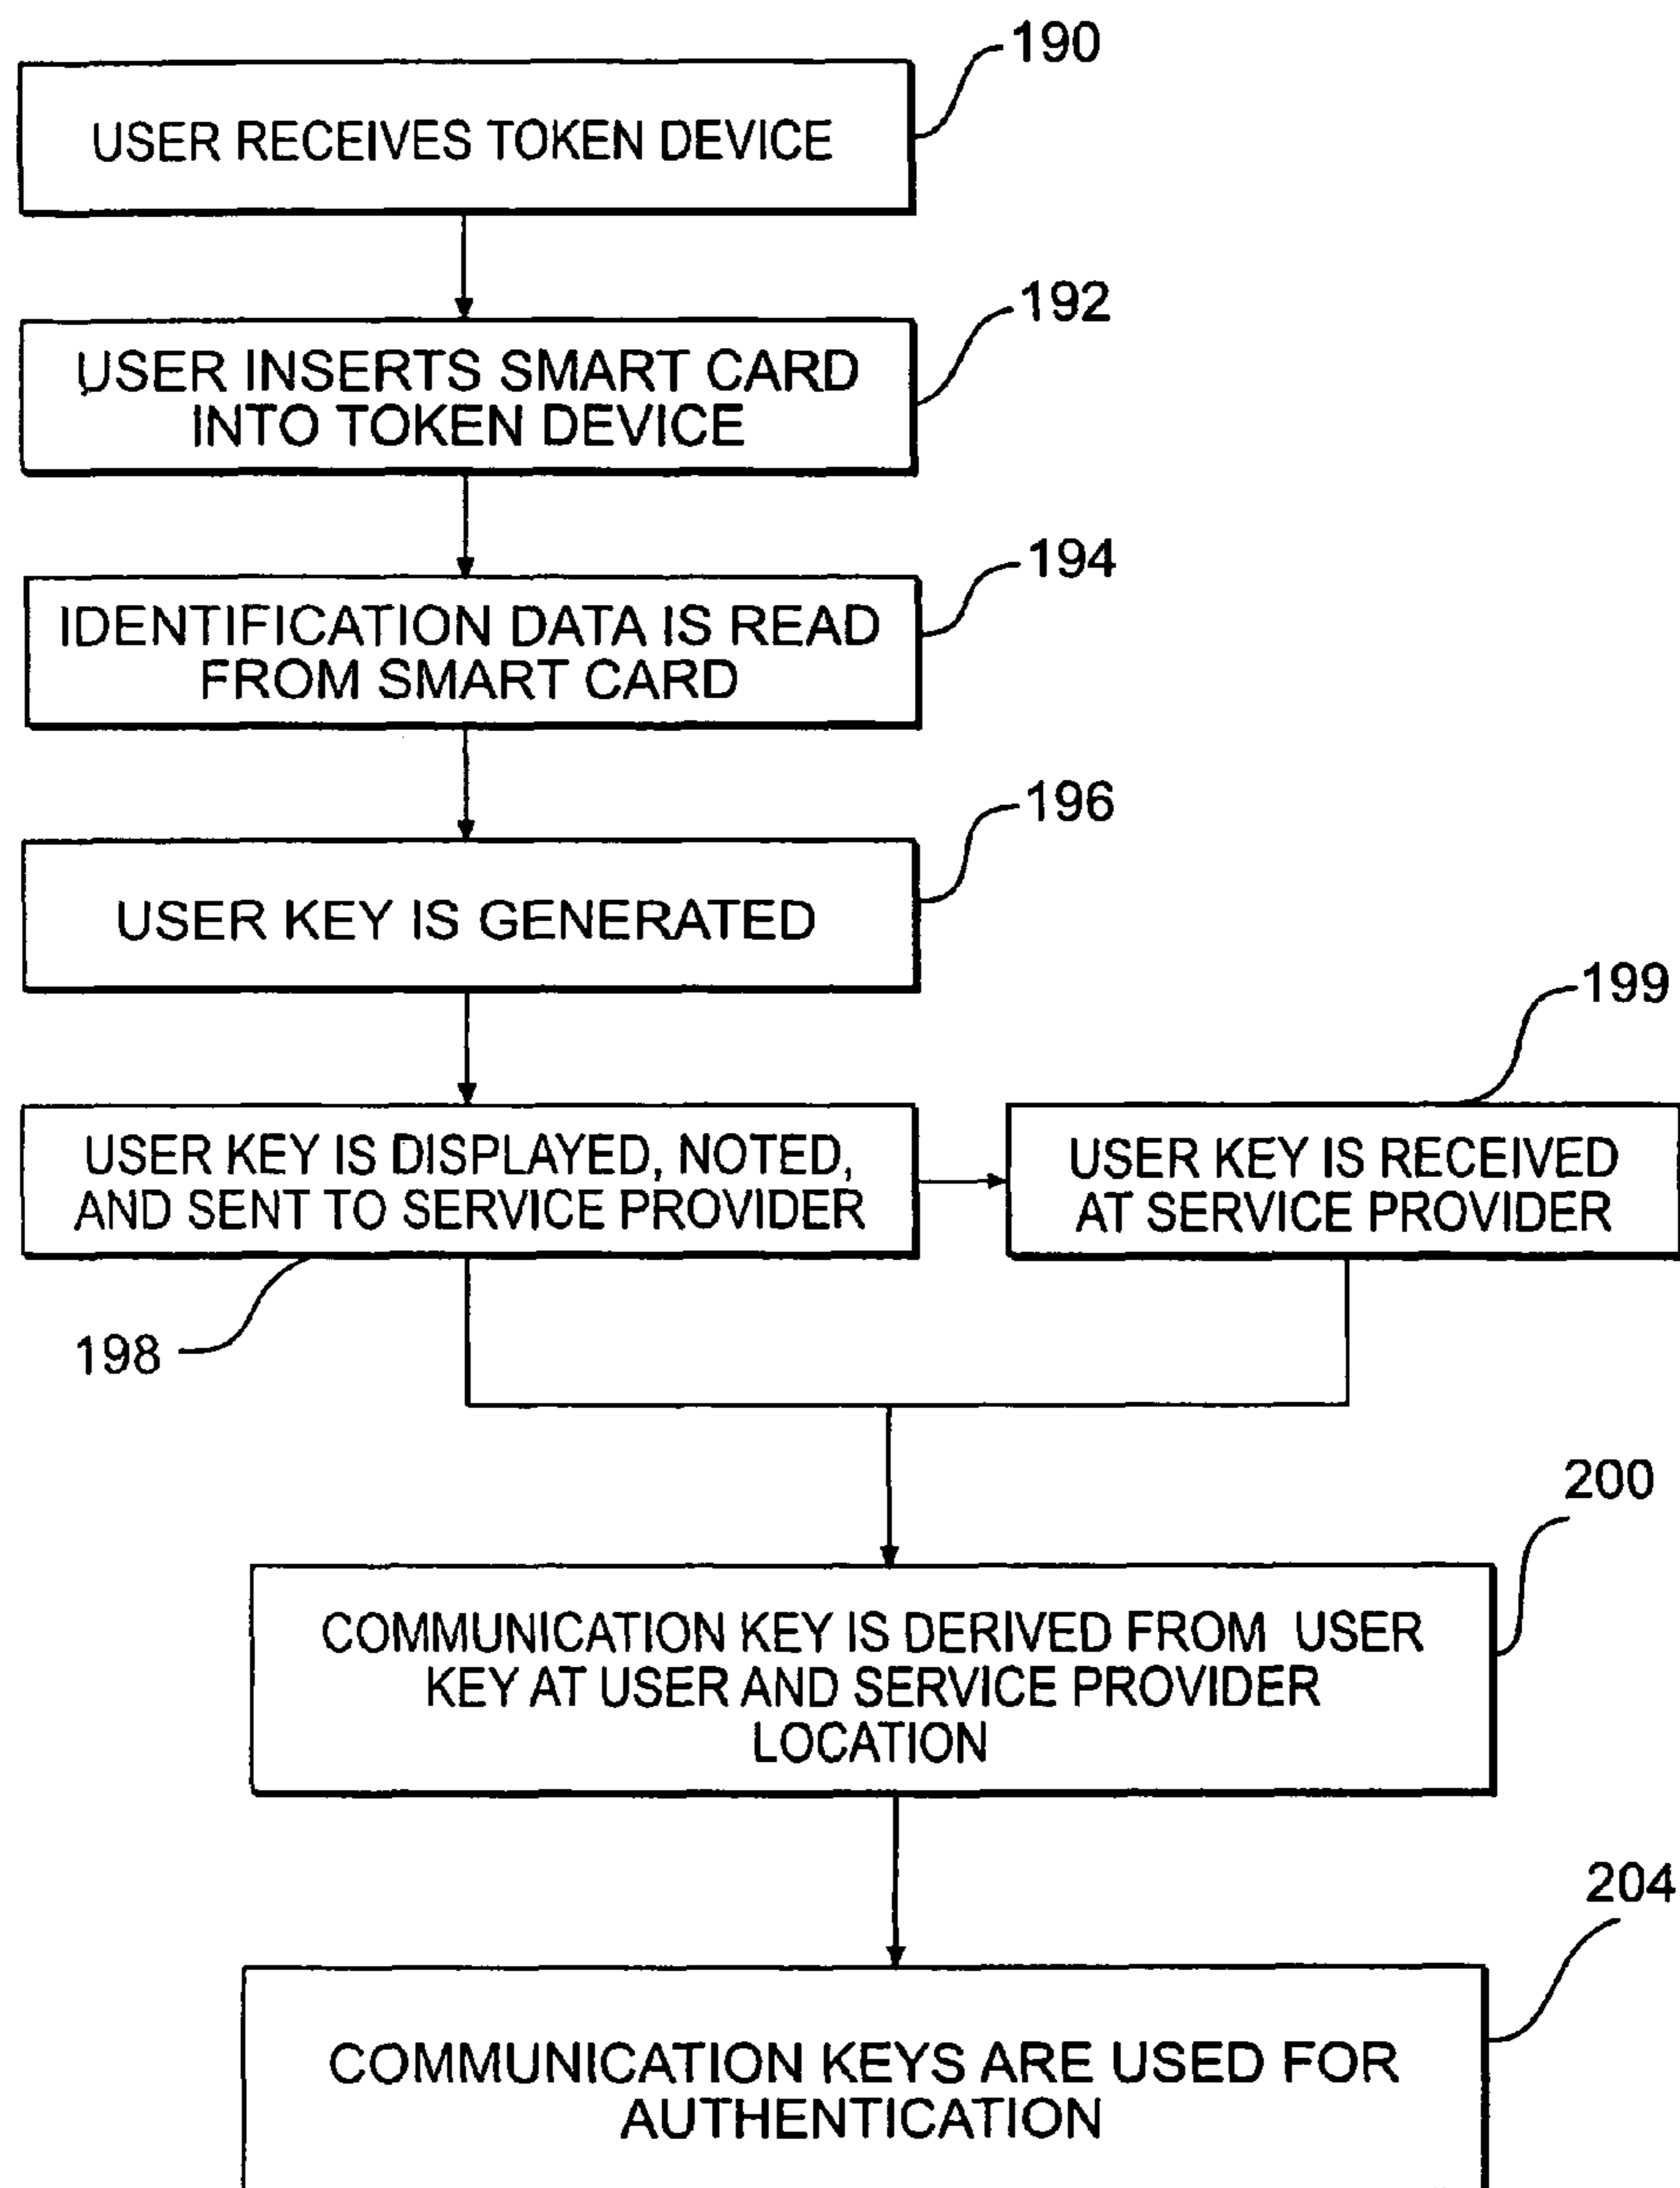 190
USER RECEIVES TOKEN DEVICE
192
USER INSERTS SMART CARD
INTO TOKEN DEVICE
194
IDENTIFICATION DATA IS READ
FROM SMART CARD
196
USER KEY IS GENERATED
199
USER KEY IS DISPLAYED, NOTED,
AND SENT TO SERVICE PROVIDER
USER KEY IS RECEIVED
AT SERVICE PROVIDER
198
200
COMMUNICATION KEY IS DERIVED FROM USER
KEY AT USER AND SERVICE PROVIDER
LOCATION
204
COMMUNICATION KEYS ARE USED FOR
AUTHENTICATION